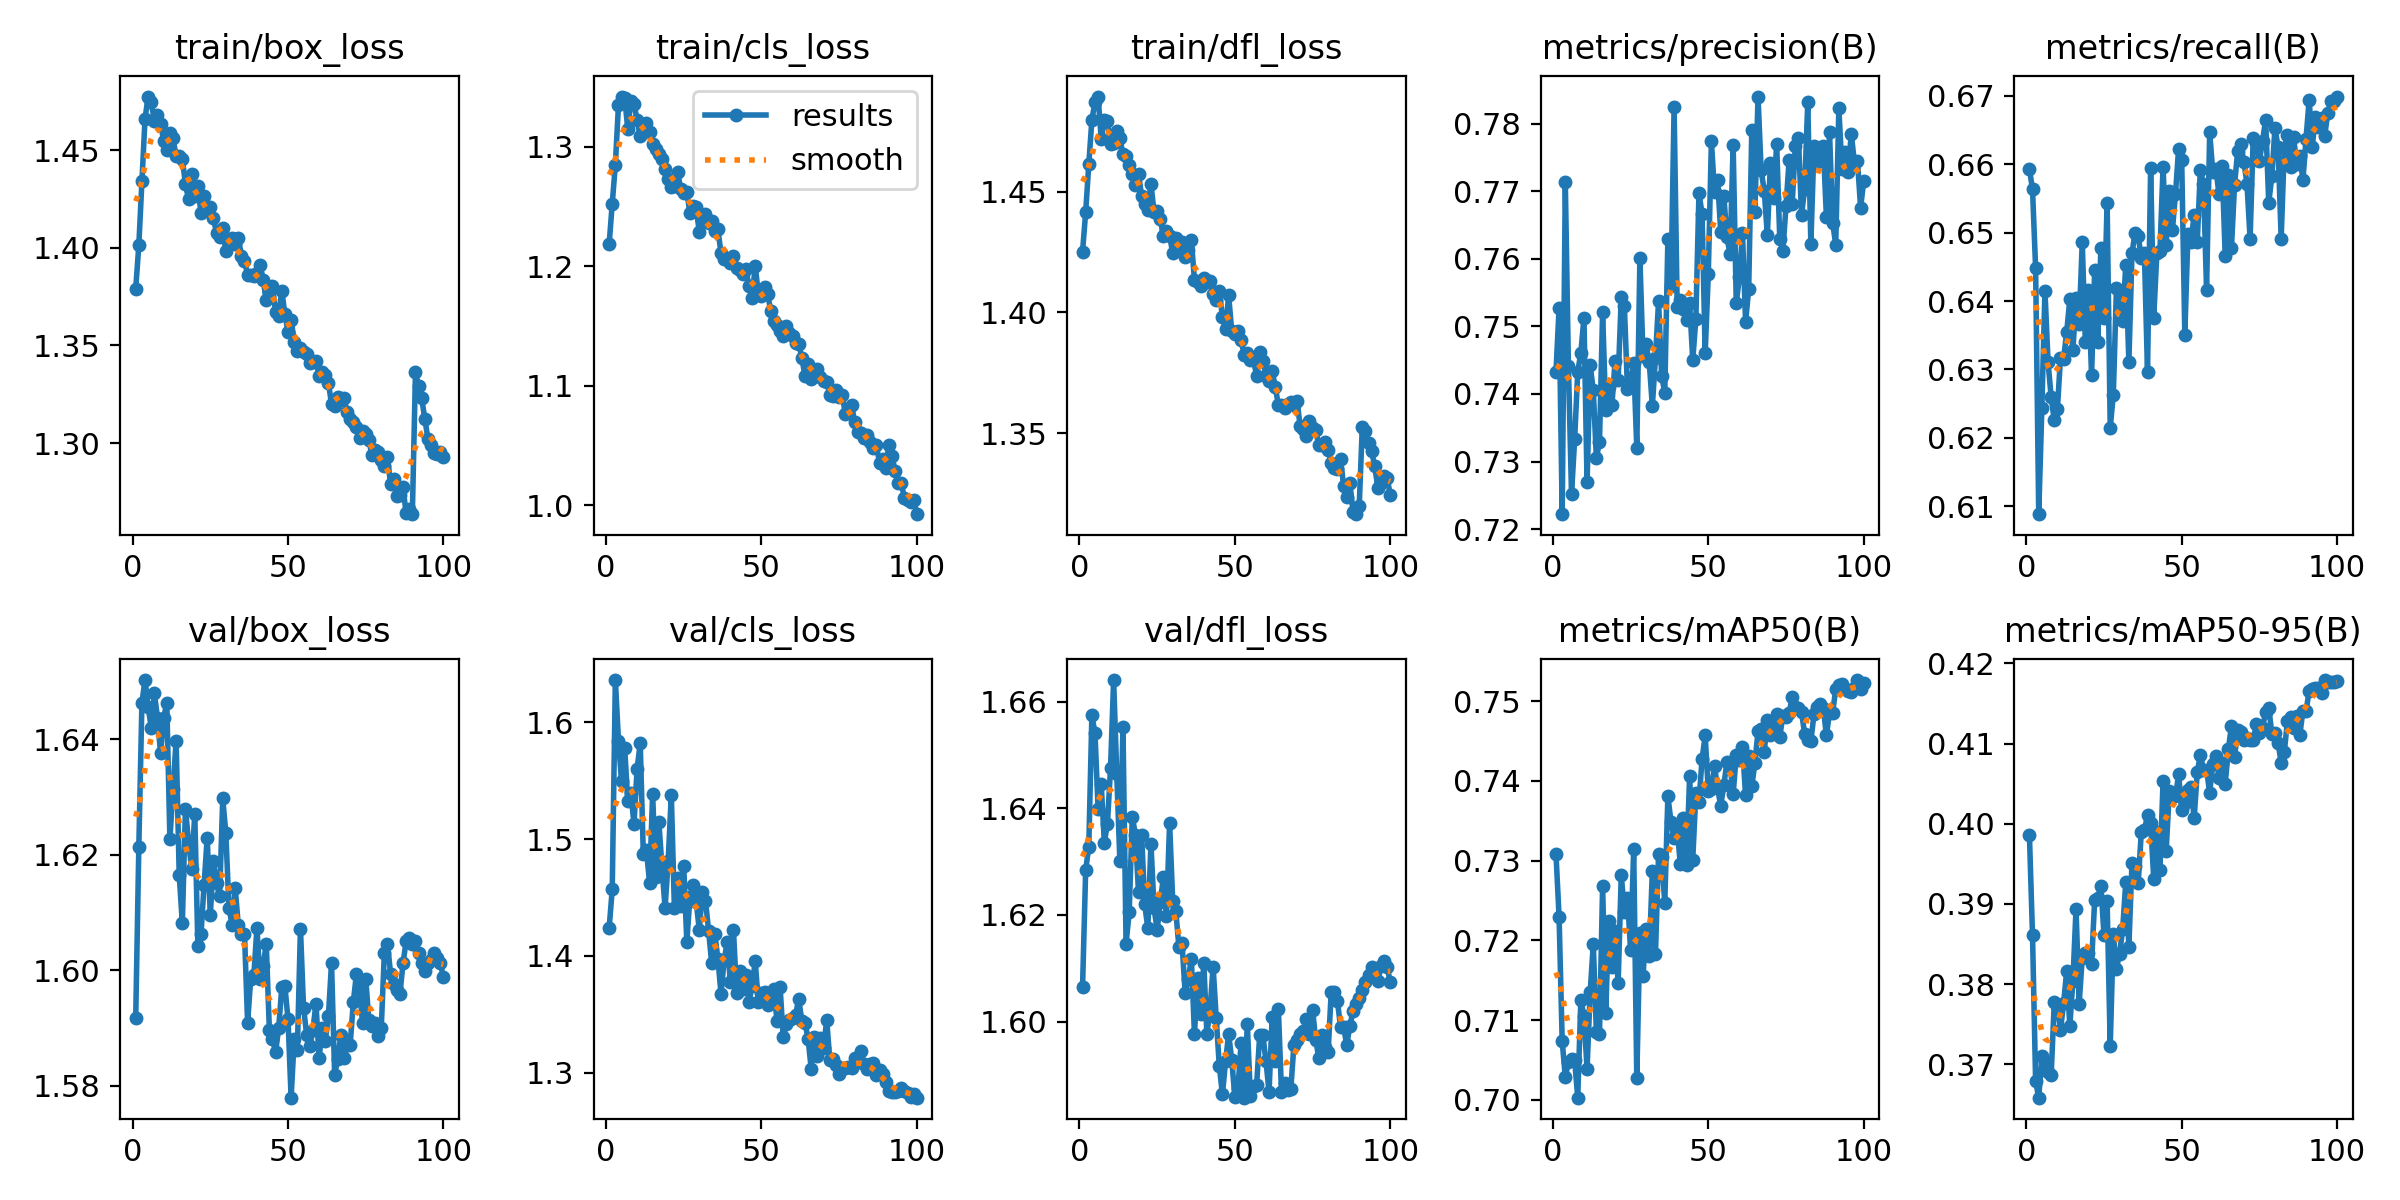 train/box_loss
1.45
1.40
1.35
1.30
0 50 100
train/cls_loss
results
smooth
1.3
1.2
1.1
1.0
0 50 100
train/dfl_loss
1.45
1.40
1.35
0 50 100
metrics/precision(B)
0.78
0.77
0.76
0.75
0.74
0.73
0.72
0 50 100
metrics/recall(B)
0.67
0.66
0.65
0.64
0.63
0.62
0.61
0 50 100
val/box_loss
1.64
1.62
1.60
1.58
0 50 100
val/cls_loss
1.6
1.5
1.4
1.3
0 50 100
val/dfl_loss
1.66
1.64
1.62
1.60
0 50 100
metrics/mAP50(B)
0.75
0.74
0.73
0.72
0.71
0.70
0 50 100
metrics/mAP50-95(B)
0.42
0.41
0.40
0.39
0.38
0.37
0 50 100